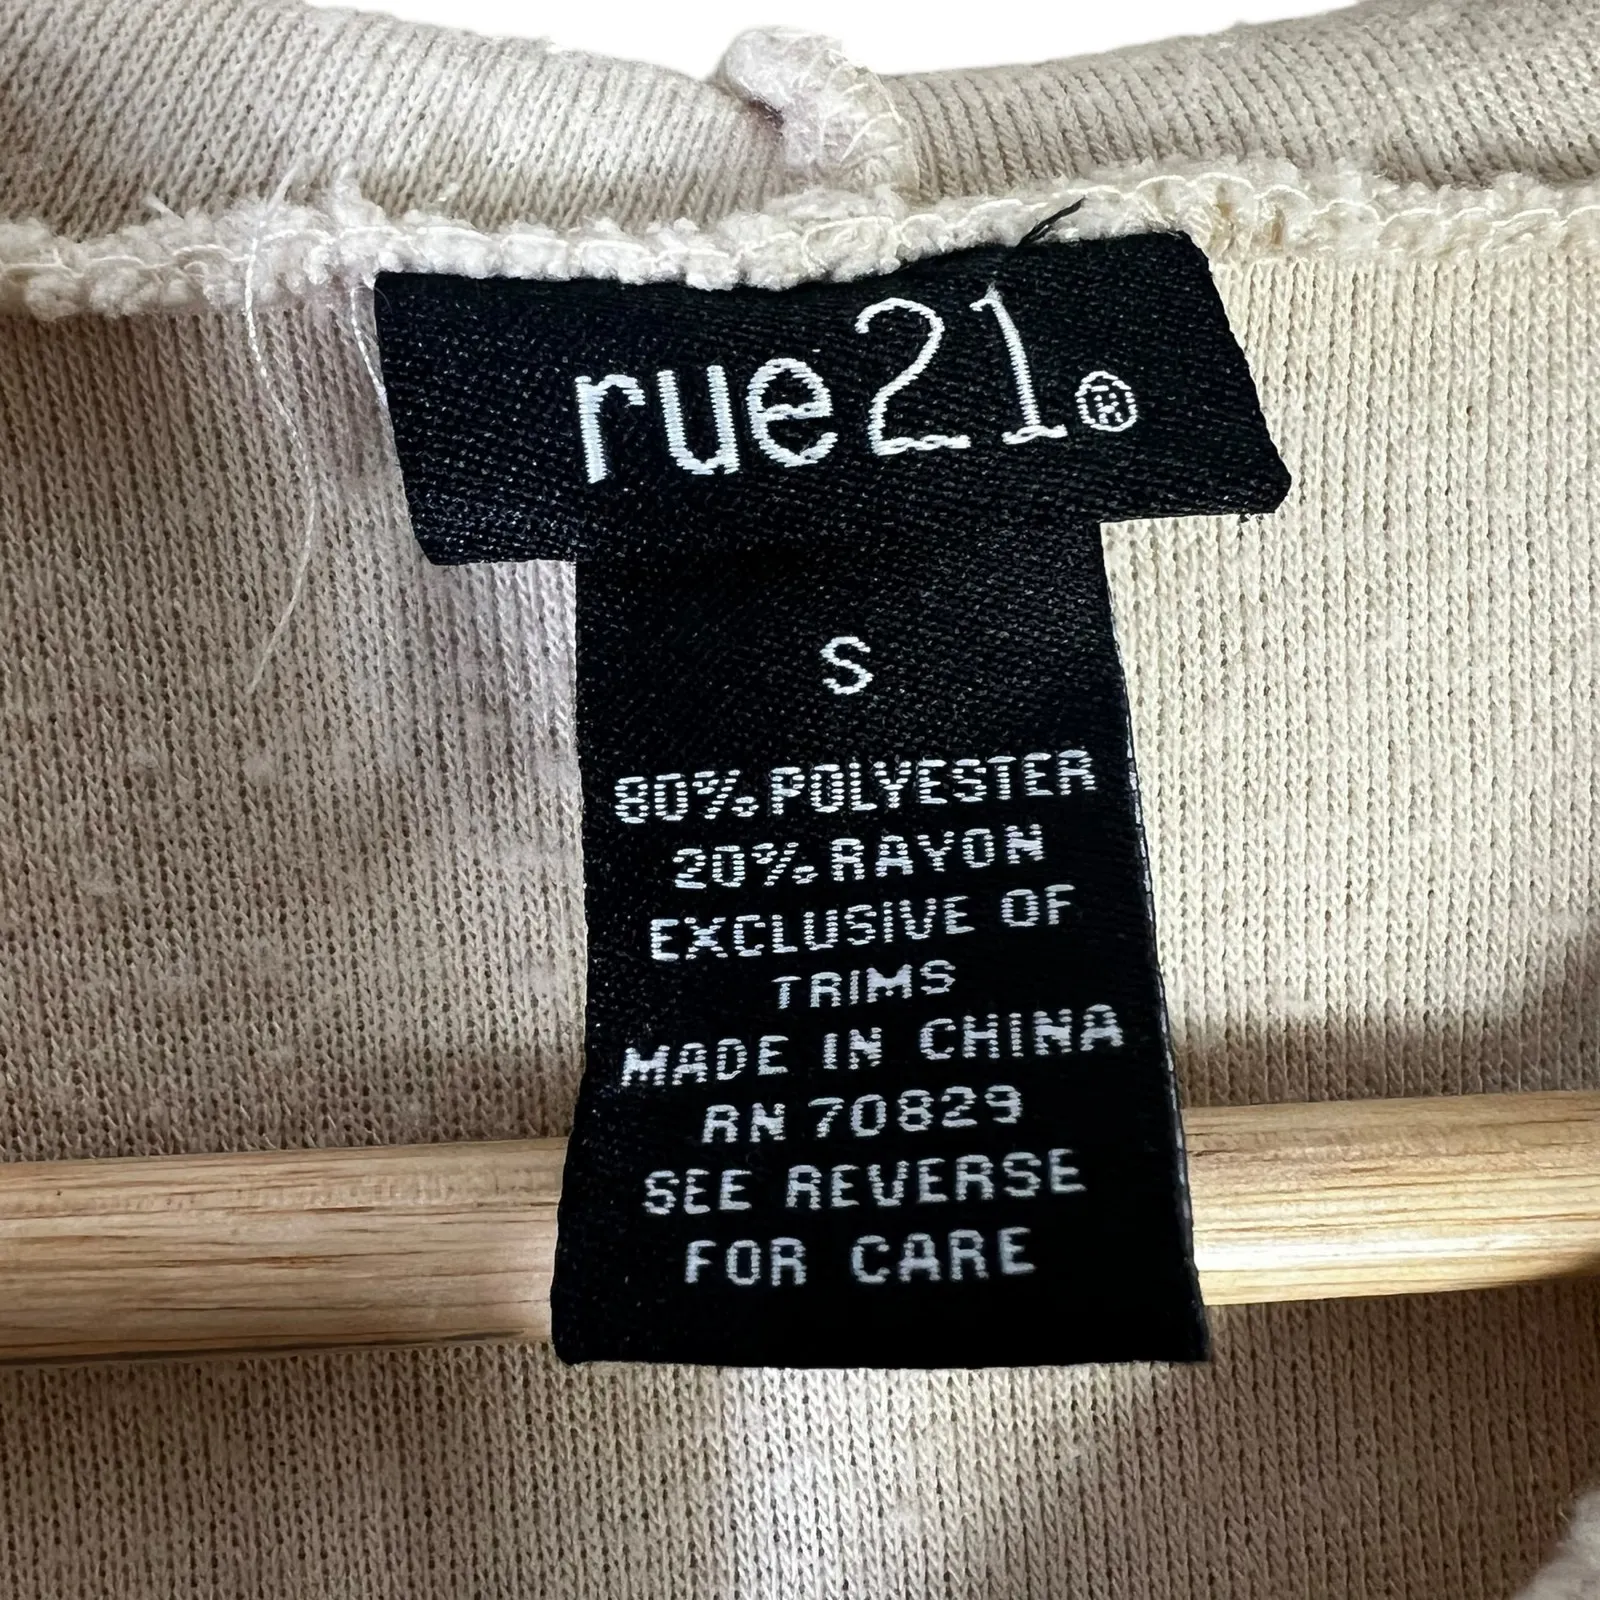 rue21®
S
80% POLYESTER
20% RAYON
EXCLUSIVE OF
TRIMS
MADE IN CHINA
RN 70829
SEE REVERSE
FOR CARE